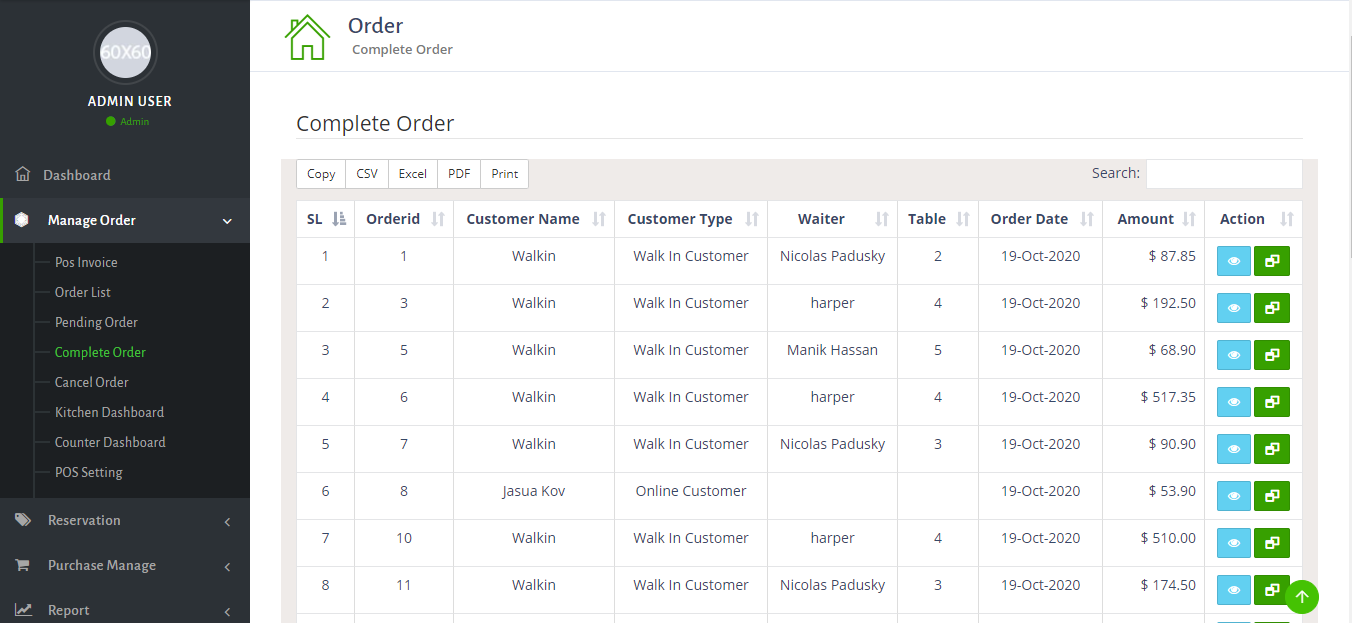 60X60
ADMIN USER
Admin
Dashboard
Manage Order
Pos Invoice
Order List
Pending Order
Complete Order
Cancel Order
Kitchen Dashboard
Counter Dashboard
POS Setting
Reservation
Purchase Manage
Report
Order
Complete Order
Complete Order
Copy CSV Excel PDF Print Search:
SL Orderid Customer Name Customer Type Waiter Table Order Date Amount Action
1 1 Walkin Walk In Customer Nicolas Padusky 2 19-Oct-2020 $ 87.85
2 3 Walkin Walk In Customer harper 4 19-Oct-2020 $ 192.50
3 5 Walkin Walk In Customer Manik Hassan 5 19-Oct-2020 $ 68.90
4 6 Walkin Walk In Customer harper 4 19-Oct-2020 $ 517.35
5 7 Walkin Walk In Customer Nicolas Padusky 3 19-Oct-2020 $ 90.90
6 8 Jasua Kov Online Customer 19-Oct-2020 $ 53.90
7 10 Walkin Walk In Customer harper 4 19-Oct-2020 $ 510.00
8 11 Walkin Walk In Customer Nicolas Padusky 3 19-Oct-2020 $ 174.50